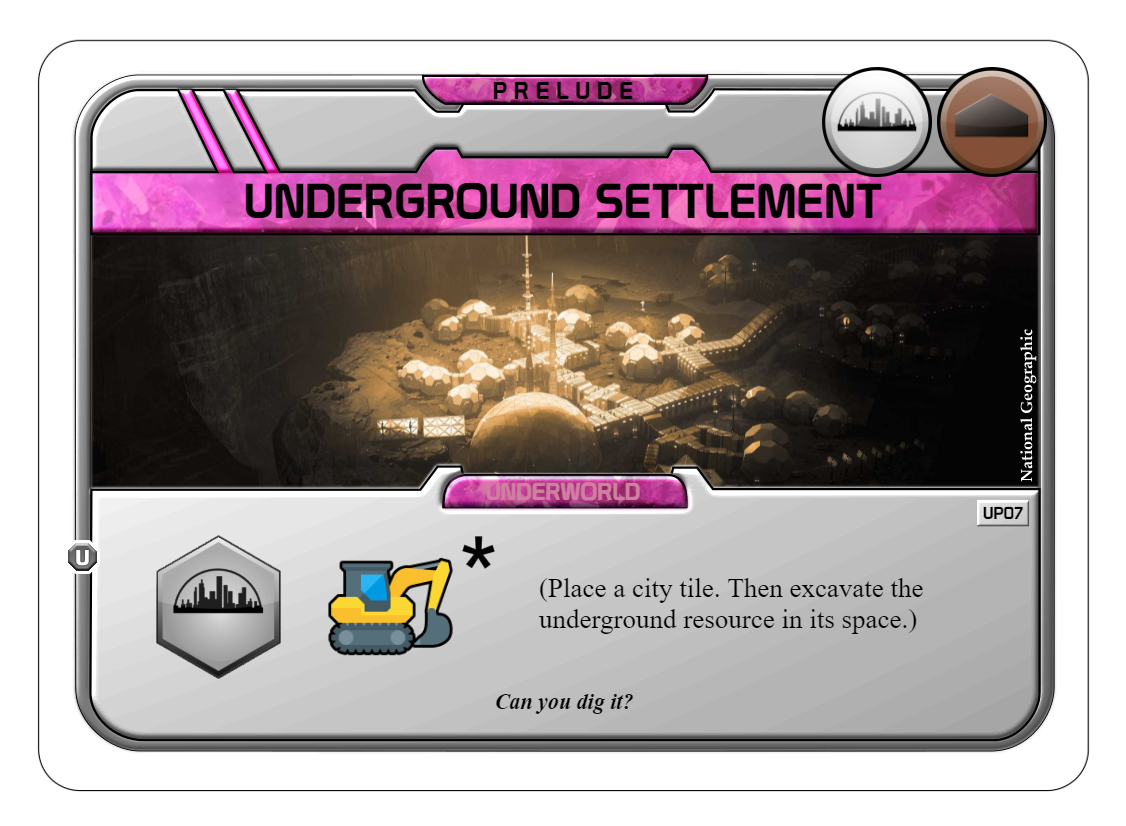 PRELUDE
UNDERGROUND SETTLEMENT
National Geographic
UNDERWORLD
UP07
U
*
(Place a city tile. Then excavate the
underground resource in its space.)
Can you dig it?